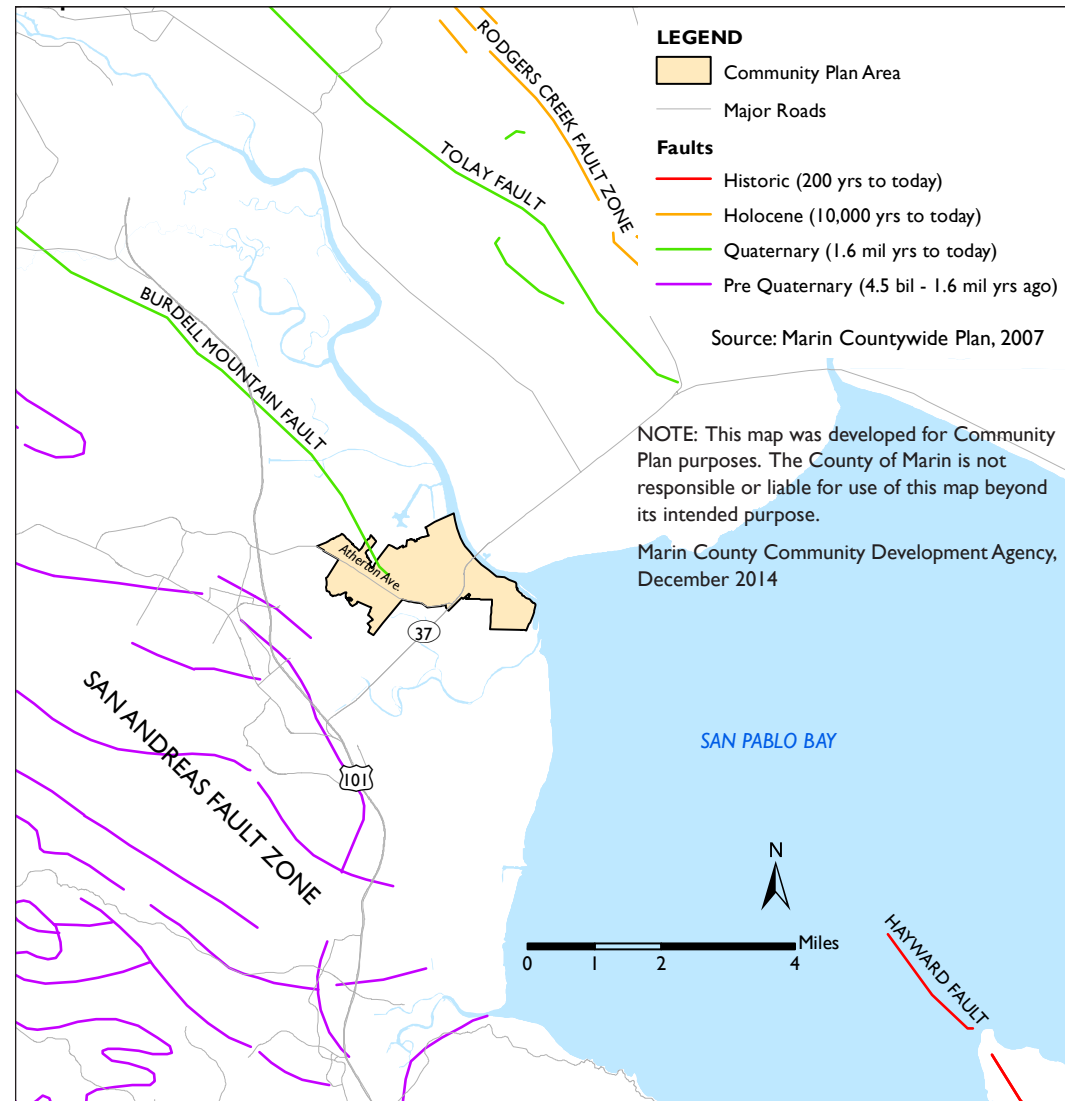 LEGEND
Community Plan Area
Major Roads
Faults
Historic (200 yrs to today)
Holocene (10,000 yrs to today)
Quaternary (1.6 mil yrs to today)
Pre Quaternary (4.5 bil - 1.6 mil yrs ago)
Source: Marin Countywide Plan, 2007
NOTE: This map was developed for Community
Plan purposes. The County of Marin is not
responsible or liable for use of this map beyond
its intended purpose.
Marin County Community Development Agency,
December 2014
RODGERS CREEK FAULT ZONE
TOLAY FAULT
BURDELL MOUNTAIN FAULT
Atherton Ave.
37
SAN ANDREAS FAULT ZONE
101
SAN PABLO BAY
N
Miles
0 1 2 4
HAYWARD FAULT